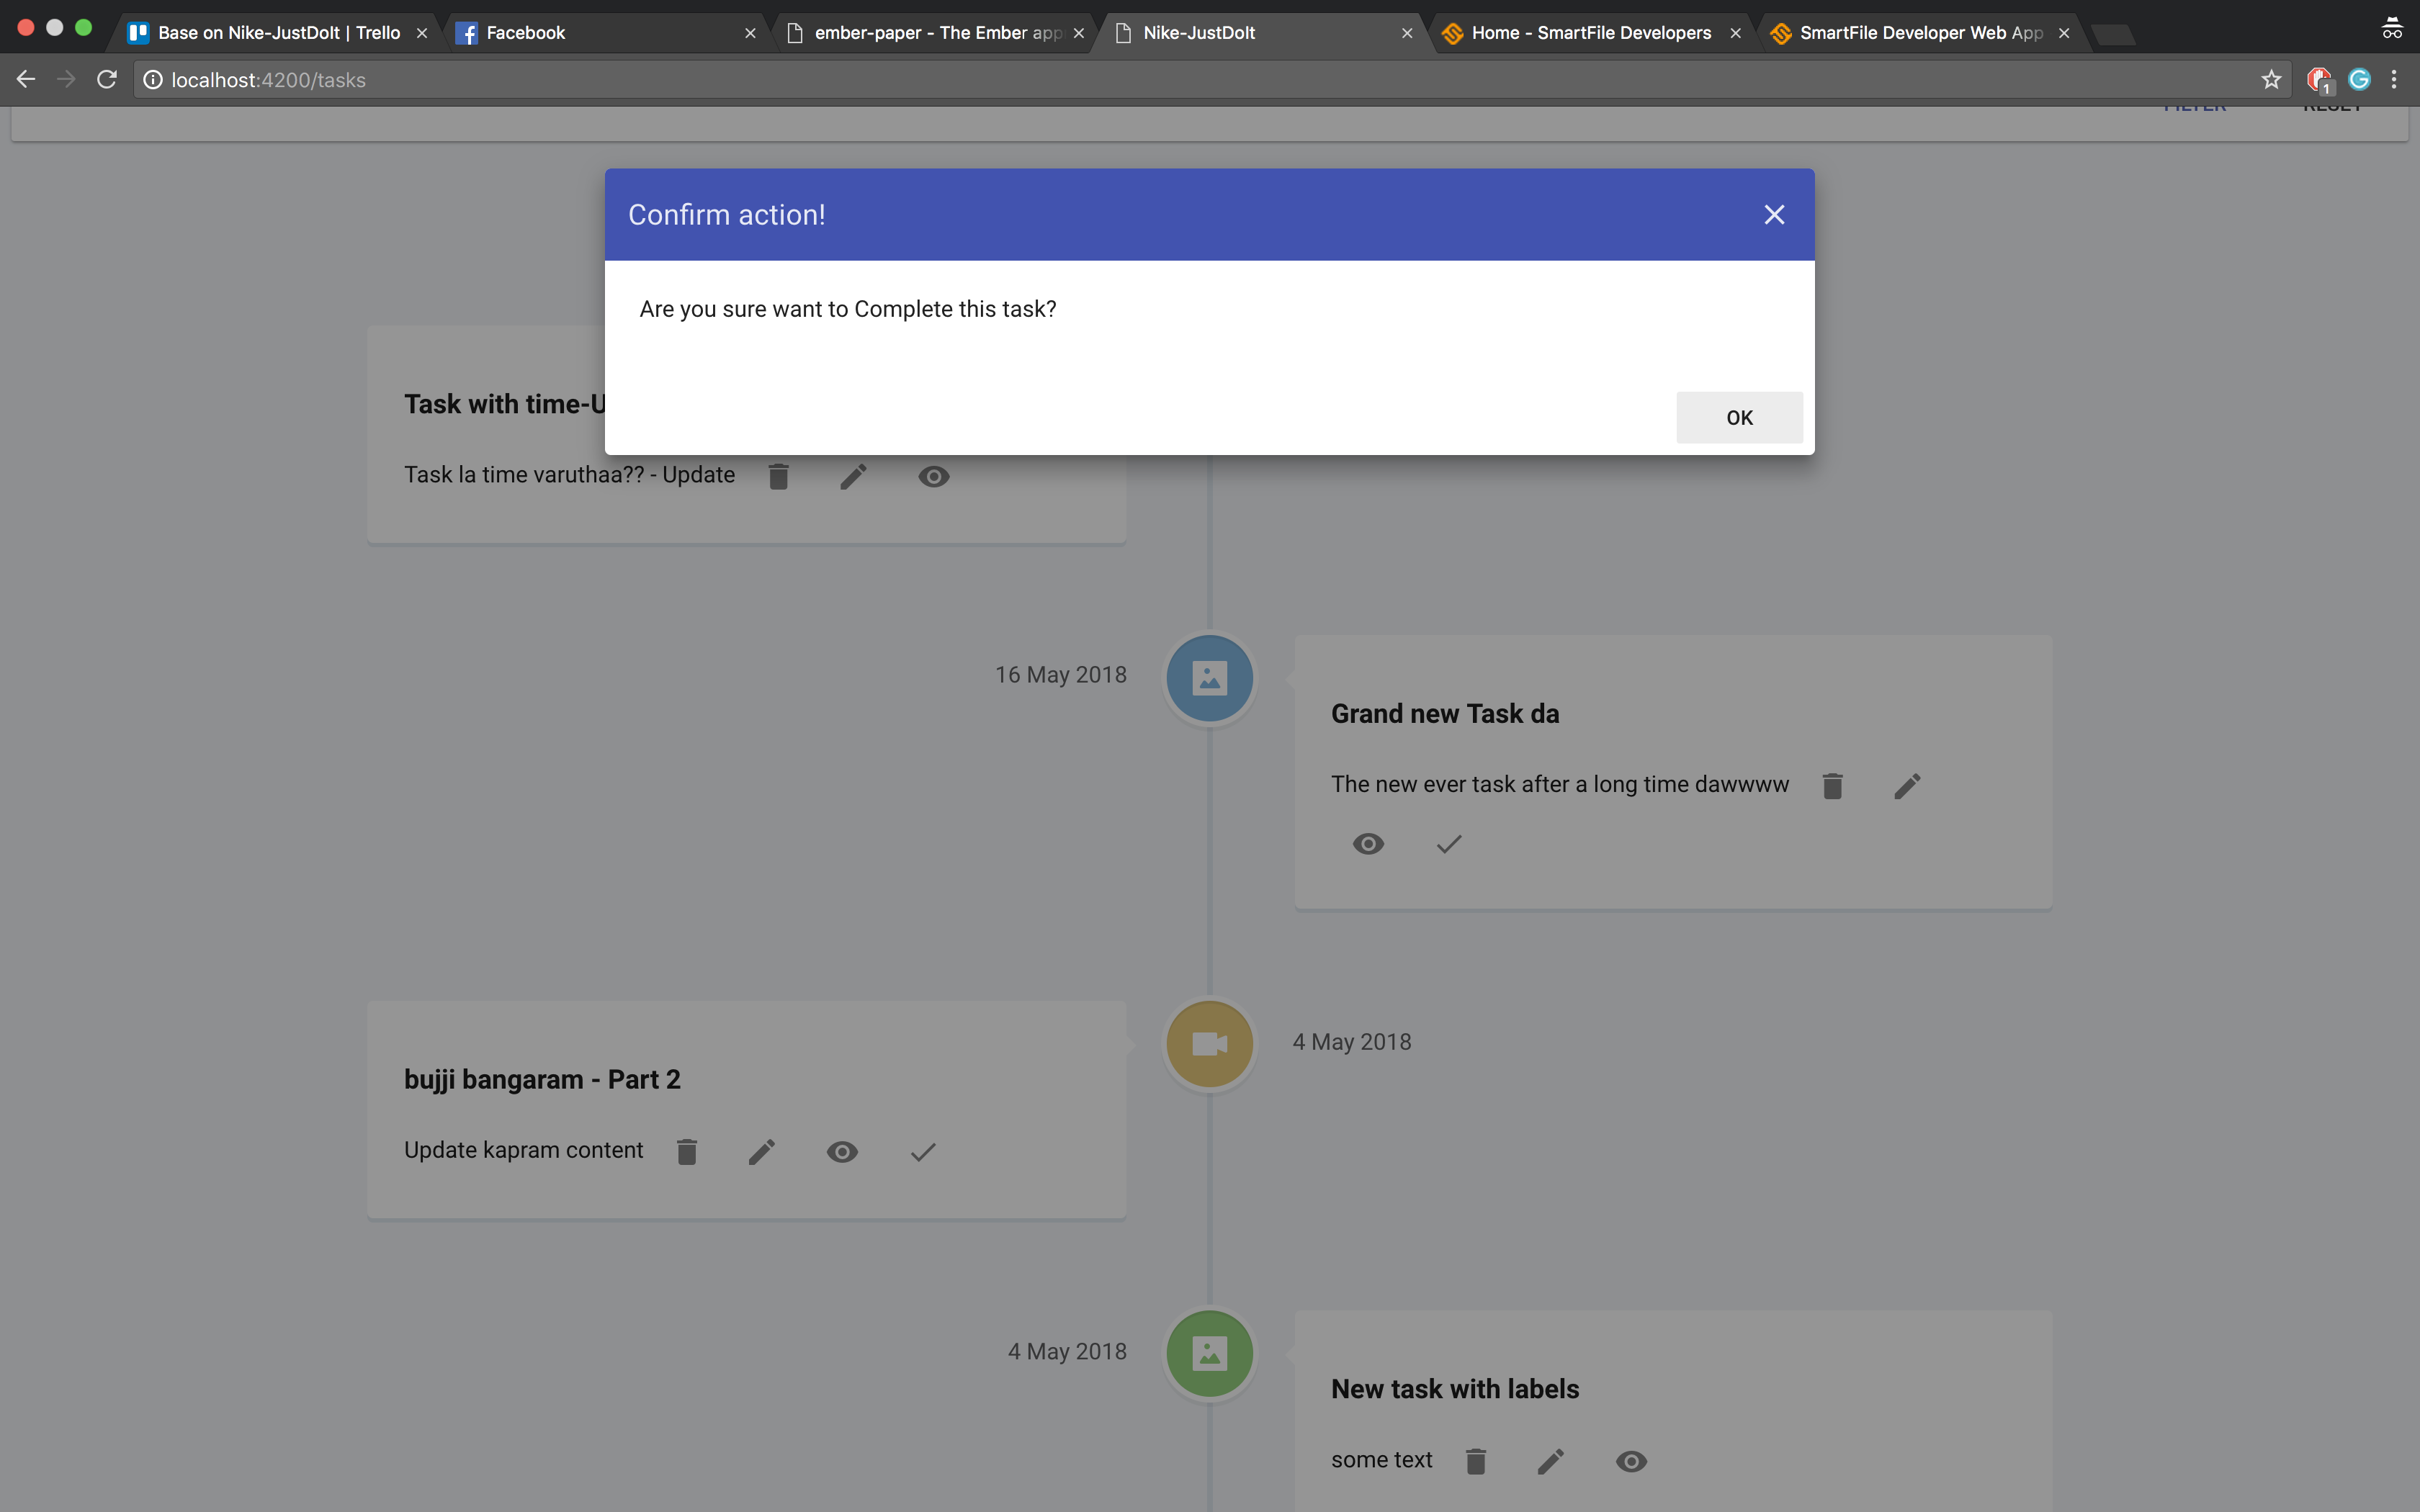 Base on Nike-JustDoIt | Trello
Facebook
ember-paper - The Ember app
Nike-JustDoIt
Home - SmartFile Developers
SmartFile Developer Web App
localhost:4200/tasks
1
FILTER RESET
Confirm action!
Are you sure want to Complete this task?
OK
Task with time-U
Task la time varuthaa?? - Update
16 May 2018
Grand new Task da
The new ever task after a long time dawwww
4 May 2018
bujji bangaram - Part 2
Update kapram content
4 May 2018
New task with labels
some text